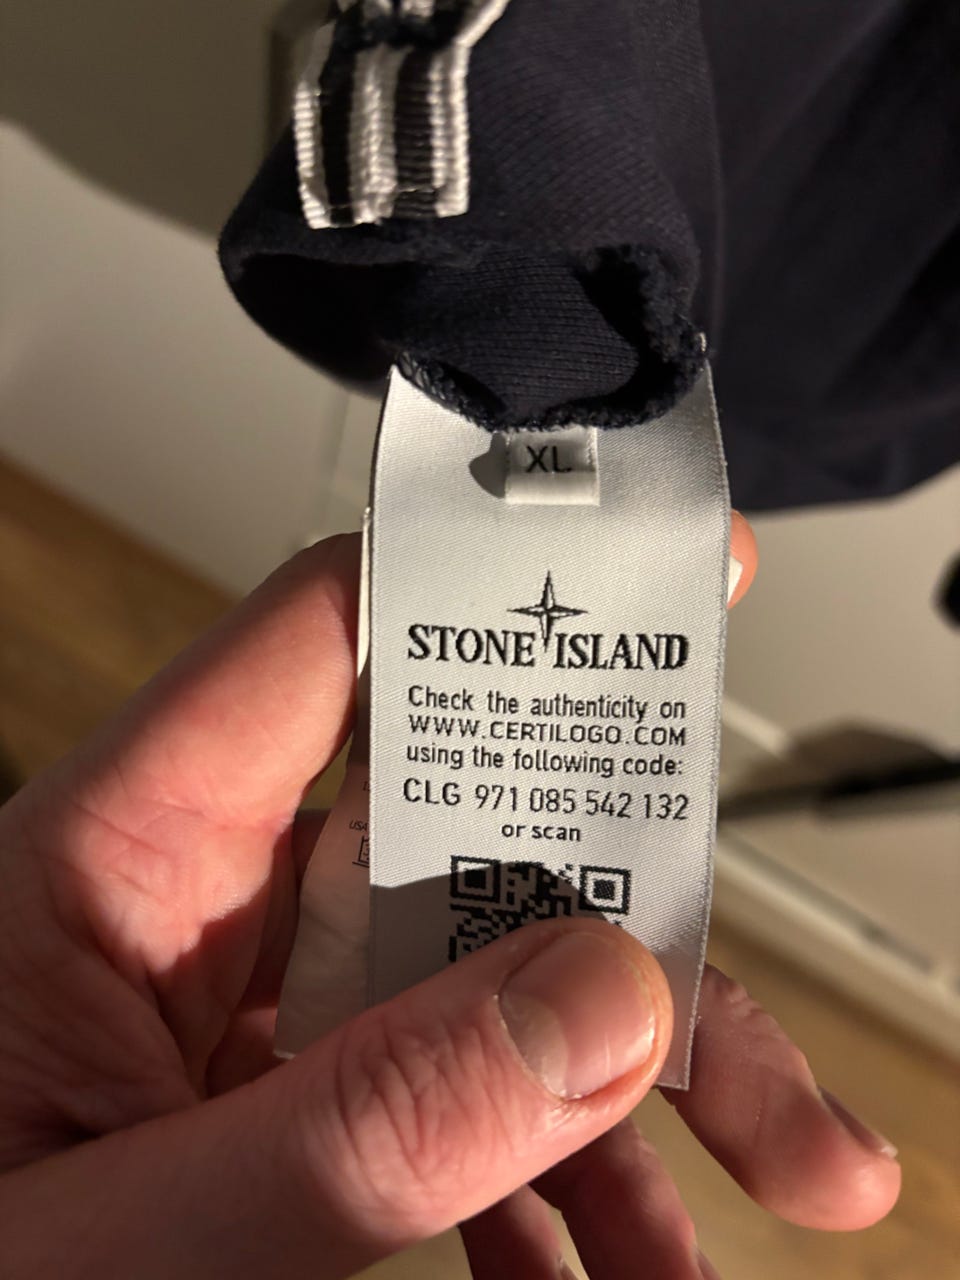 XL
STONE ISLAND
Check the authenticity on
WWW.CERTILOGO.COM
using the following code:
CLG 971 085 542 132
or scan
USA